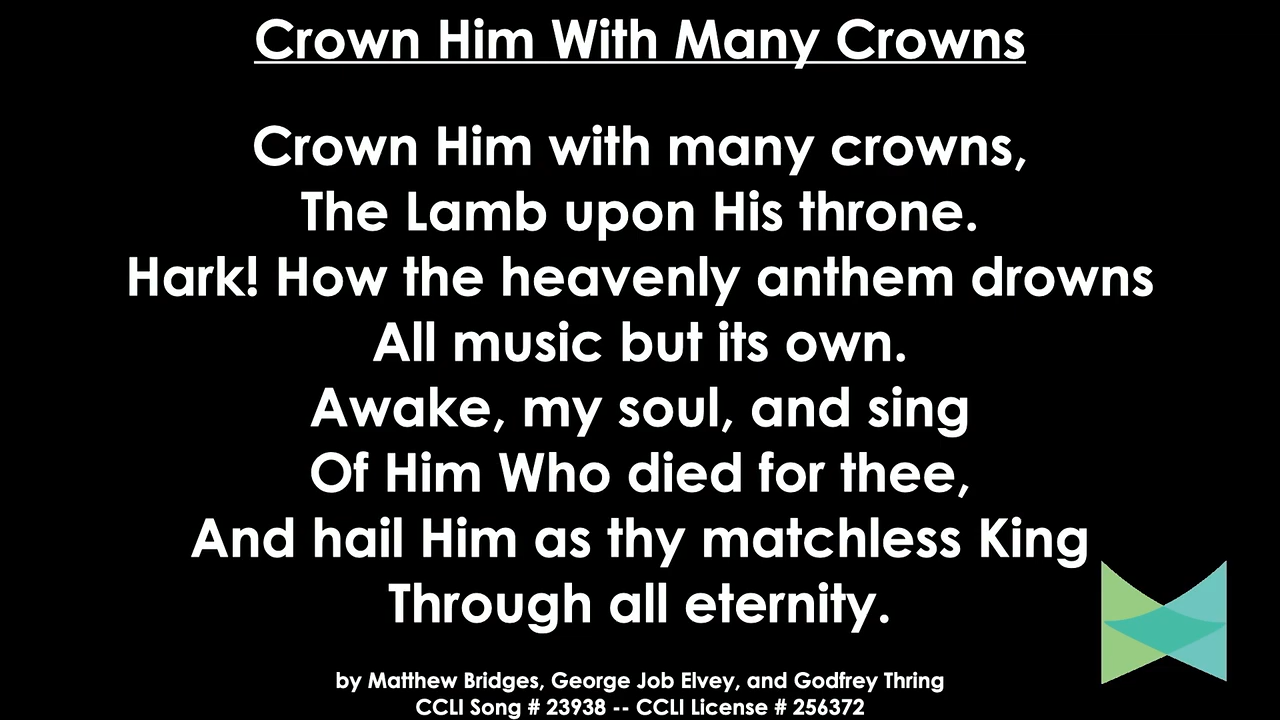 Crown Him With Many Crowns
Crown Him with many crowns,
The Lamb upon His throne.
Hark! How the heavenly anthem drowns
All music but its own.
Awake, my soul, and sing
Of Him Who died for thee,
And hail Him as thy matchless King
Through all eternity.
by Matthew Bridges, George Job Elvey, and Godfrey Thring
CCLI Song # 23938 -- CCLI License # 256372